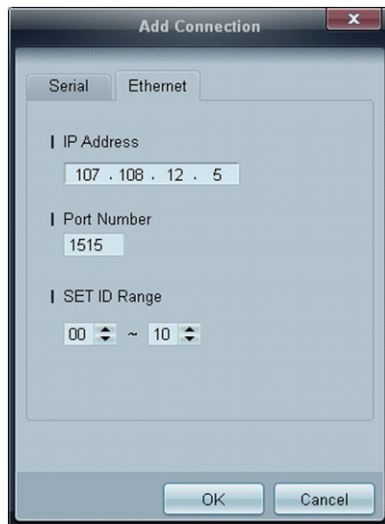 Add Connection
x
Serial Ethernet
IP Address
107 . 108 . 12 . 5
Port Number
1515
SET ID Range
00 ~ 10
OK Cancel